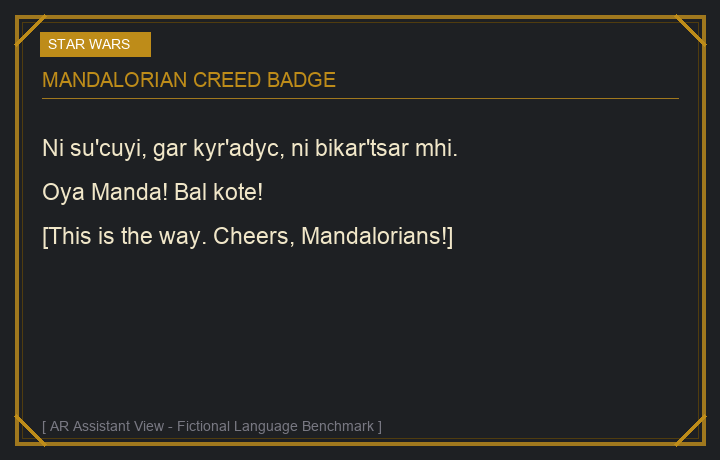 STAR WARS
MANDALORIAN CREED BADGE
Ni su'cuyi, gar kyr'adyc, ni bikar'tsar mhi.
Oya Manda! Bal kote!
[This is the way. Cheers, Mandalorians!]
[ AR Assistant View - Fictional Language Benchmark ]